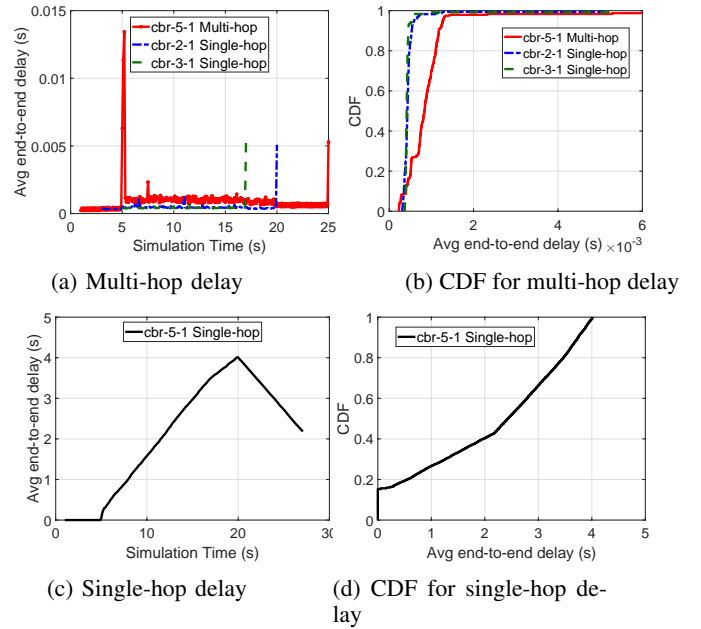 cbr-5-1 Multi-hop
cbr-2-1 Single-hop
cbr-3-1 Single-hop
Avg end-to-end delay (s)
0.015
0.01
0.005
0
0 5 10 15 20 25
Simulation Time (s)
(a) Multi-hop delay
cbr-5-1 Multi-hop
cbr-2-1 Single-hop
cbr-3-1 Single-hop
CDF
1
0.8
0.6
0.4
0.2
0
0 2 4 6
Avg end-to-end delay (s) ×10⁻³
(b) CDF for multi-hop delay
cbr-5-1 Single-hop
Avg end-to-end delay (s)
5
4
3
2
1
0
0 10 20 30
Simulation Time (s)
(c) Single-hop delay
cbr-5-1 Single-hop
CDF
1
0.8
0.6
0.4
0.2
0
0 1 2 3 4 5
Avg end-to-end delay (s)
(d) CDF for single-hop de-
lay